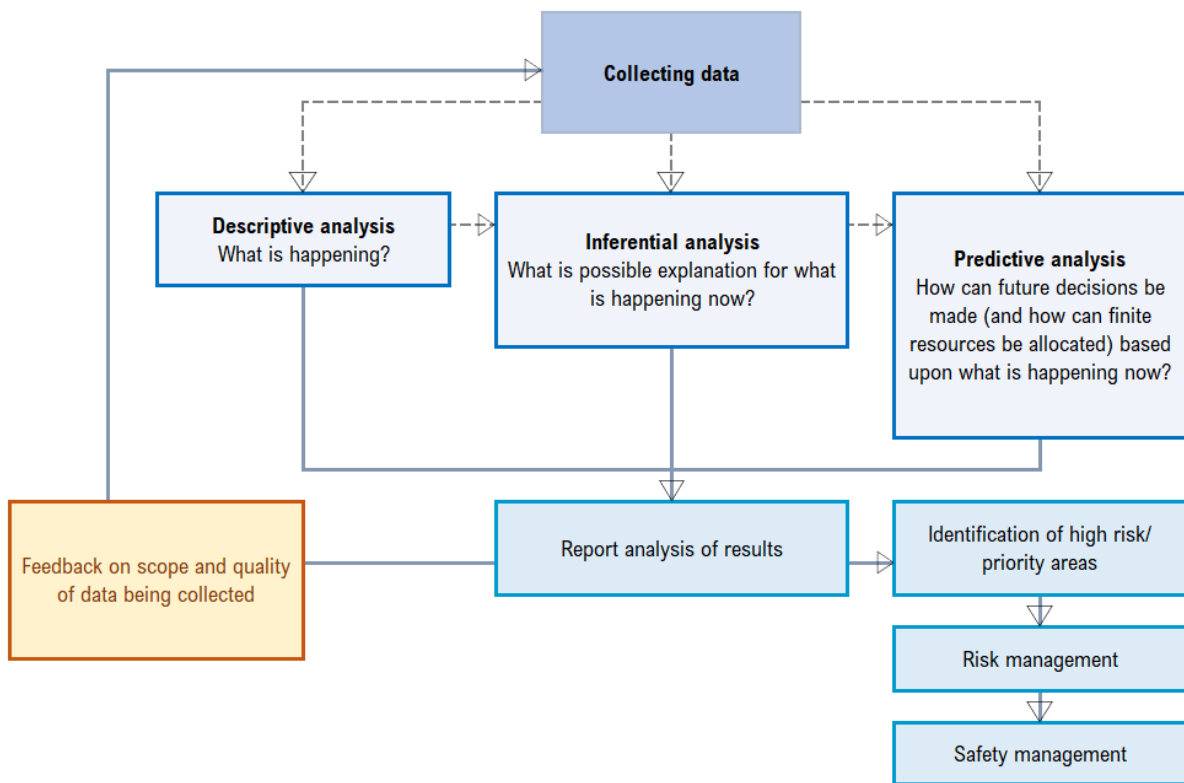 Collecting data
Descriptive analysis
What is happening?
Inferential analysis
What is possible explanation for what
is happening now?
Predictive analysis
How can future decisions be
made (and how can finite
resources be allocated) based
upon what is happening now?
Feedback on scope and quality
of data being collected
Report analysis of results
Identification of high risk/
priority areas
Risk management
Safety management